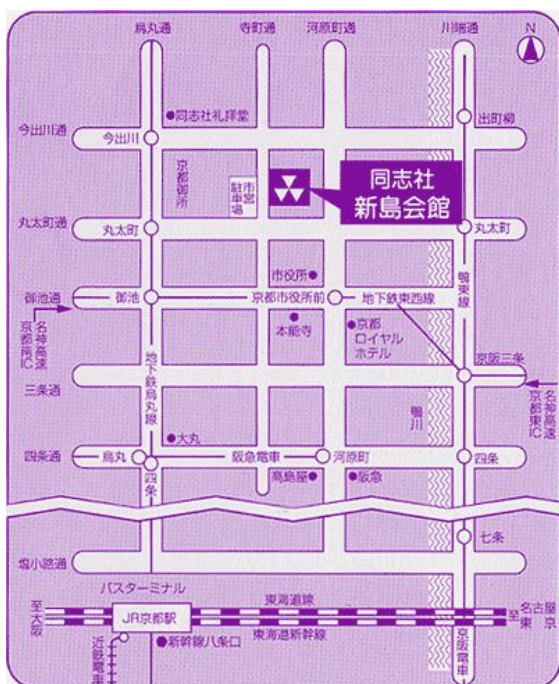 烏丸通
寺町通
河原町通
川端通
N
同志社礼拝堂
出町柳
今出川通
今出川
京都御所
市営
駐車場
同志社
新島会館
丸太町通
丸太町
丸太町
市役所
鴨東線
御池通
御池
京都市役所前
地下鉄東西線
名神高速
京都南IC
本能寺
京都
ロイヤル
ホテル
京阪三条
三条通
地下鉄烏丸線
鴨川
名神高速
京都東IC
大丸
四条通
烏丸
阪急電車
河原町
四条
四条
高島屋
阪急
七条
塩小路通
バスターミナル
至大阪
JR京都駅
東海道線
東海道新幹線
至
名古屋
東京
近鉄電車
新幹線八条口
京阪電車